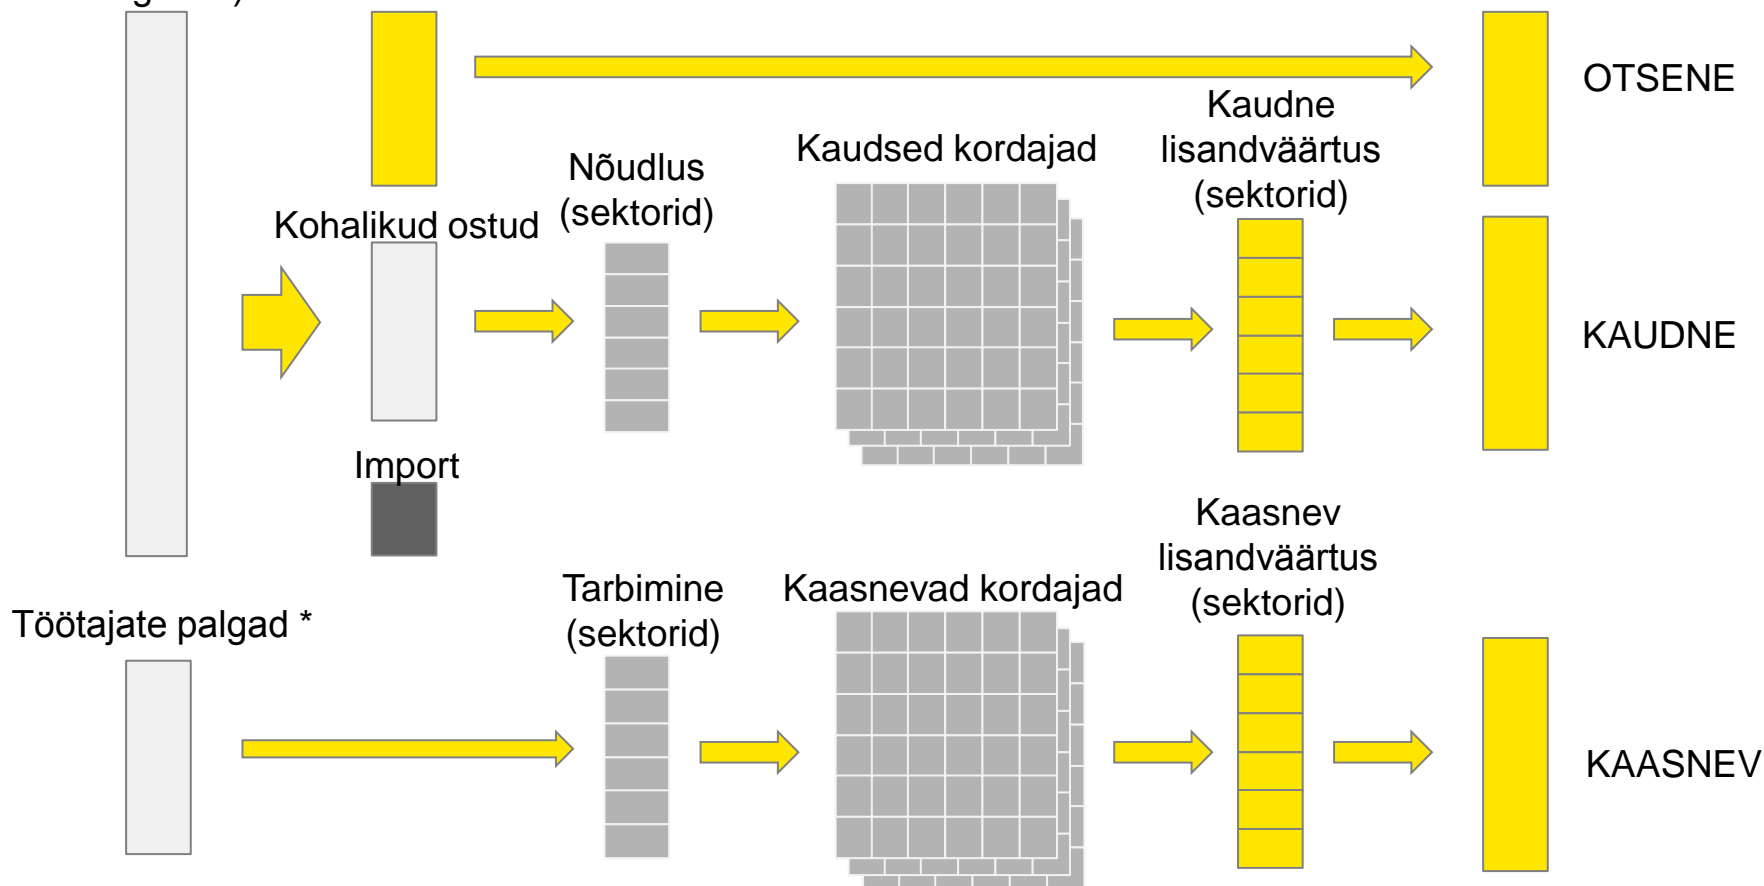 OTSENE
Kaudne
lisandväärtus
(sektorid)
Kaudsed kordajad
Nõudlus
(sektorid)
Kohalikud ostud
KAUDNE
Import
Kaasnev
lisandväärtus
(sektorid)
Tarbimine
(sektorid)
Kaasnevad kordajad
Töötajate palgad *
KAASNEV